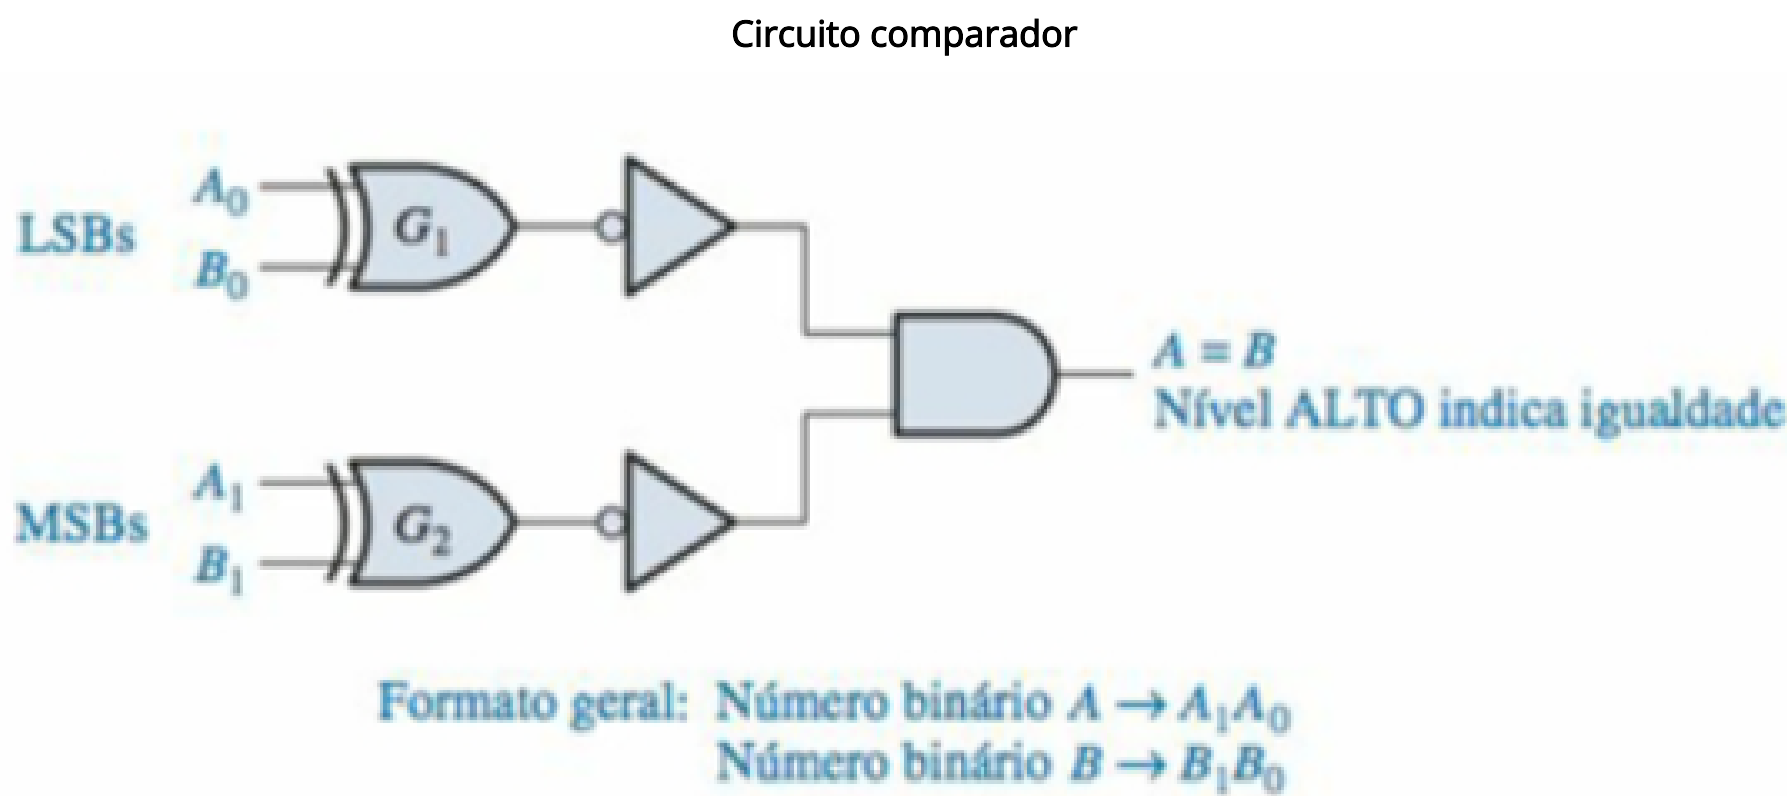 Circuito comparador
LSBs
A₀
B₀
G₁
A = B
Nível ALTO indica igualdade
MSBs
A₁
B₁
G₂
Formato geral: Número binário A → A₁A₀
Número binário B → B₁B₀